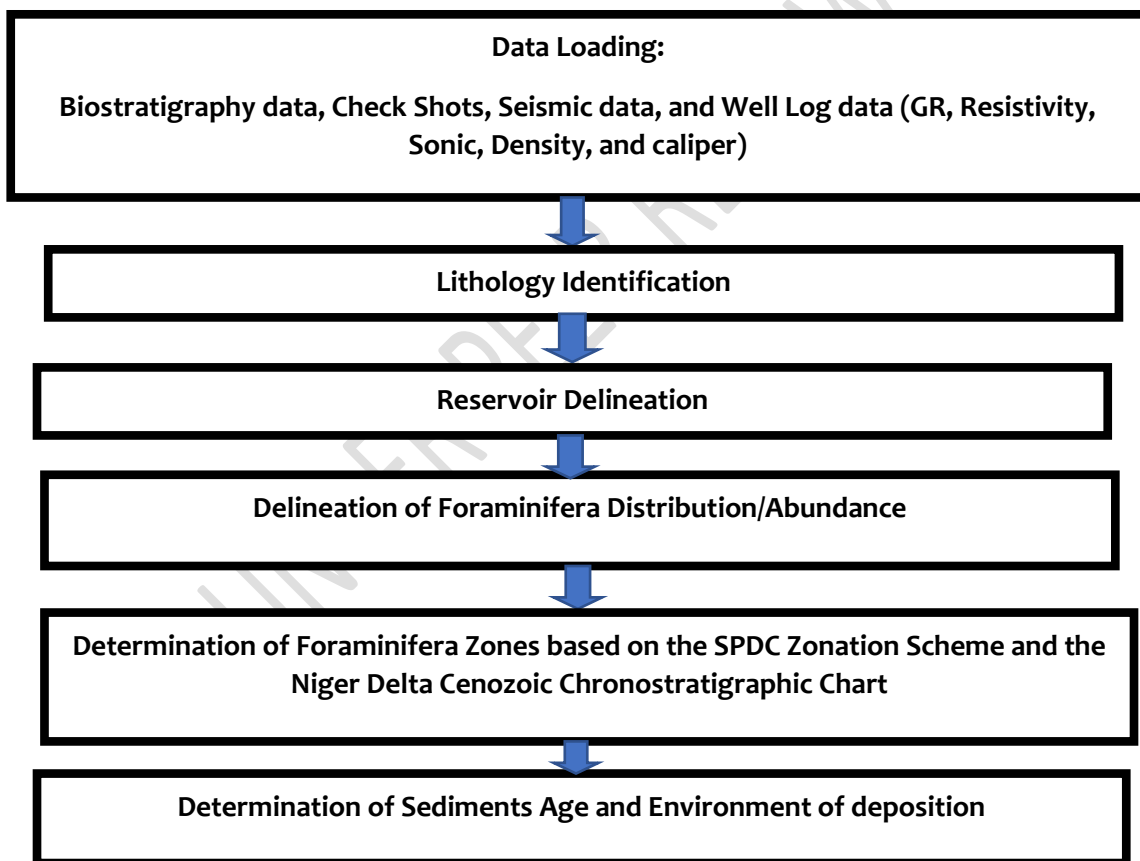 Data Loading:
Biostratigraphy data, Check Shots, Seismic data, and Well Log data (GR, Resistivity,
Sonic, Density, and caliper)
Lithology Identification
Reservoir Delineation
Delineation of Foraminifera Distribution/Abundance
Determination of Foraminifera Zones based on the SPDC Zonation Scheme and the
Niger Delta Cenozoic Chronostratigraphic Chart
Determination of Sediments Age and Environment of deposition